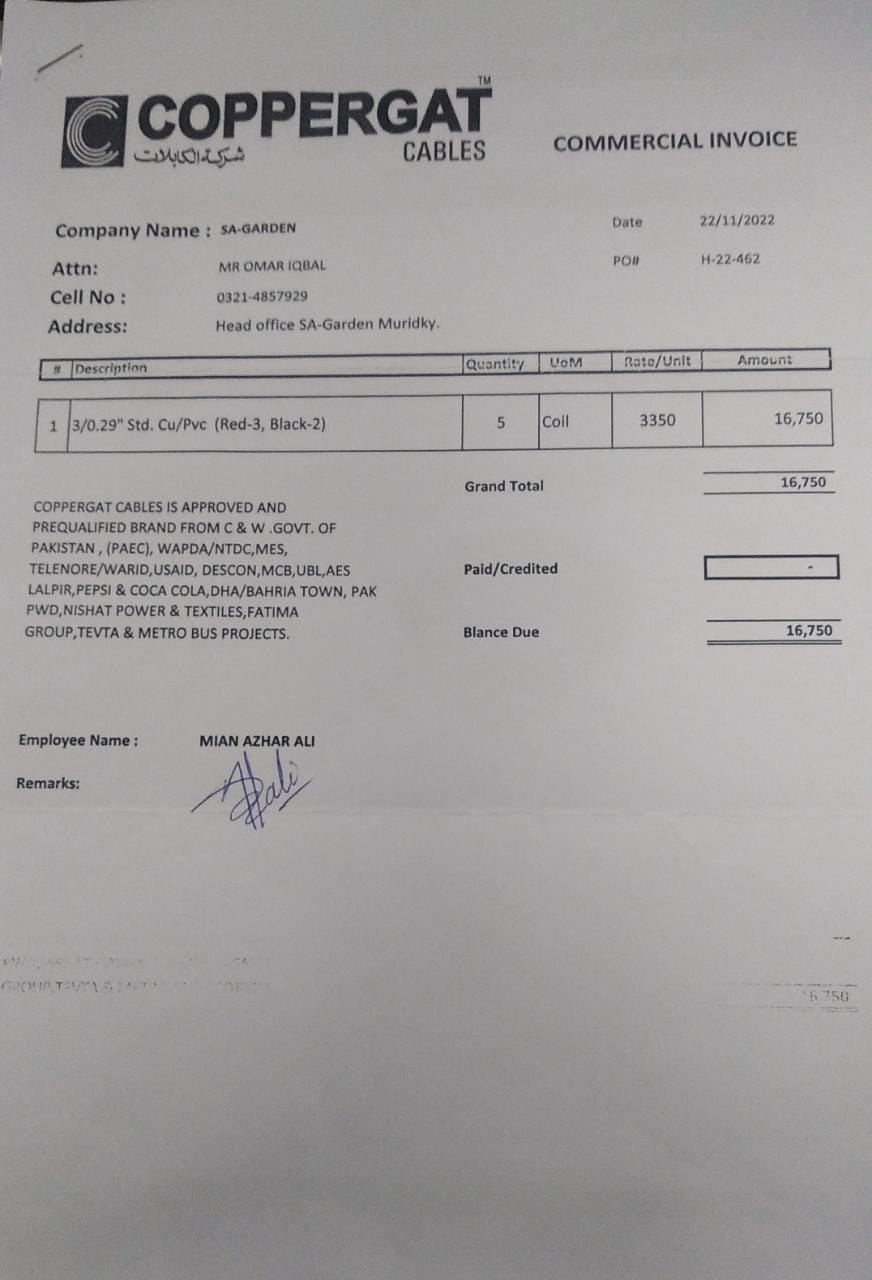 COPPERGAT
TM
شركة الكابلات
CABLES
COMMERCIAL INVOICE
Company Name : SA-GARDEN
Date 22/11/2022
Attn: MR OMAR IQBAL
PO# H-22-462
Cell No : 0321-4857929
Address: Head office SA-Garden Muridky.
# Description Quantity UoM Rate/Unit Amount
1 3/0.29" Std. Cu/Pvc (Red-3, Black-2) 5 Coil 3350 16,750
Grand Total 16,750
COPPERGAT CABLES IS APPROVED AND
PREQUALIFIED BRAND FROM C & W .GOVT. OF
PAKISTAN , (PAEC), WAPDA/NTDC,MES,
TELENORE/WARID,USAID, DESCON,MCB,UBL,AES
LALPIR,PEPSI & COCA COLA,DHA/BAHRIA TOWN, PAK
PWD,NISHAT POWER & TEXTILES,FATIMA
GROUP,TEVTA & METRO BUS PROJECTS.
Paid/Credited -
Blance Due 16,750
Employee Name : MIAN AZHAR ALI
Remarks:
GROUP,TEVTA &
16,750